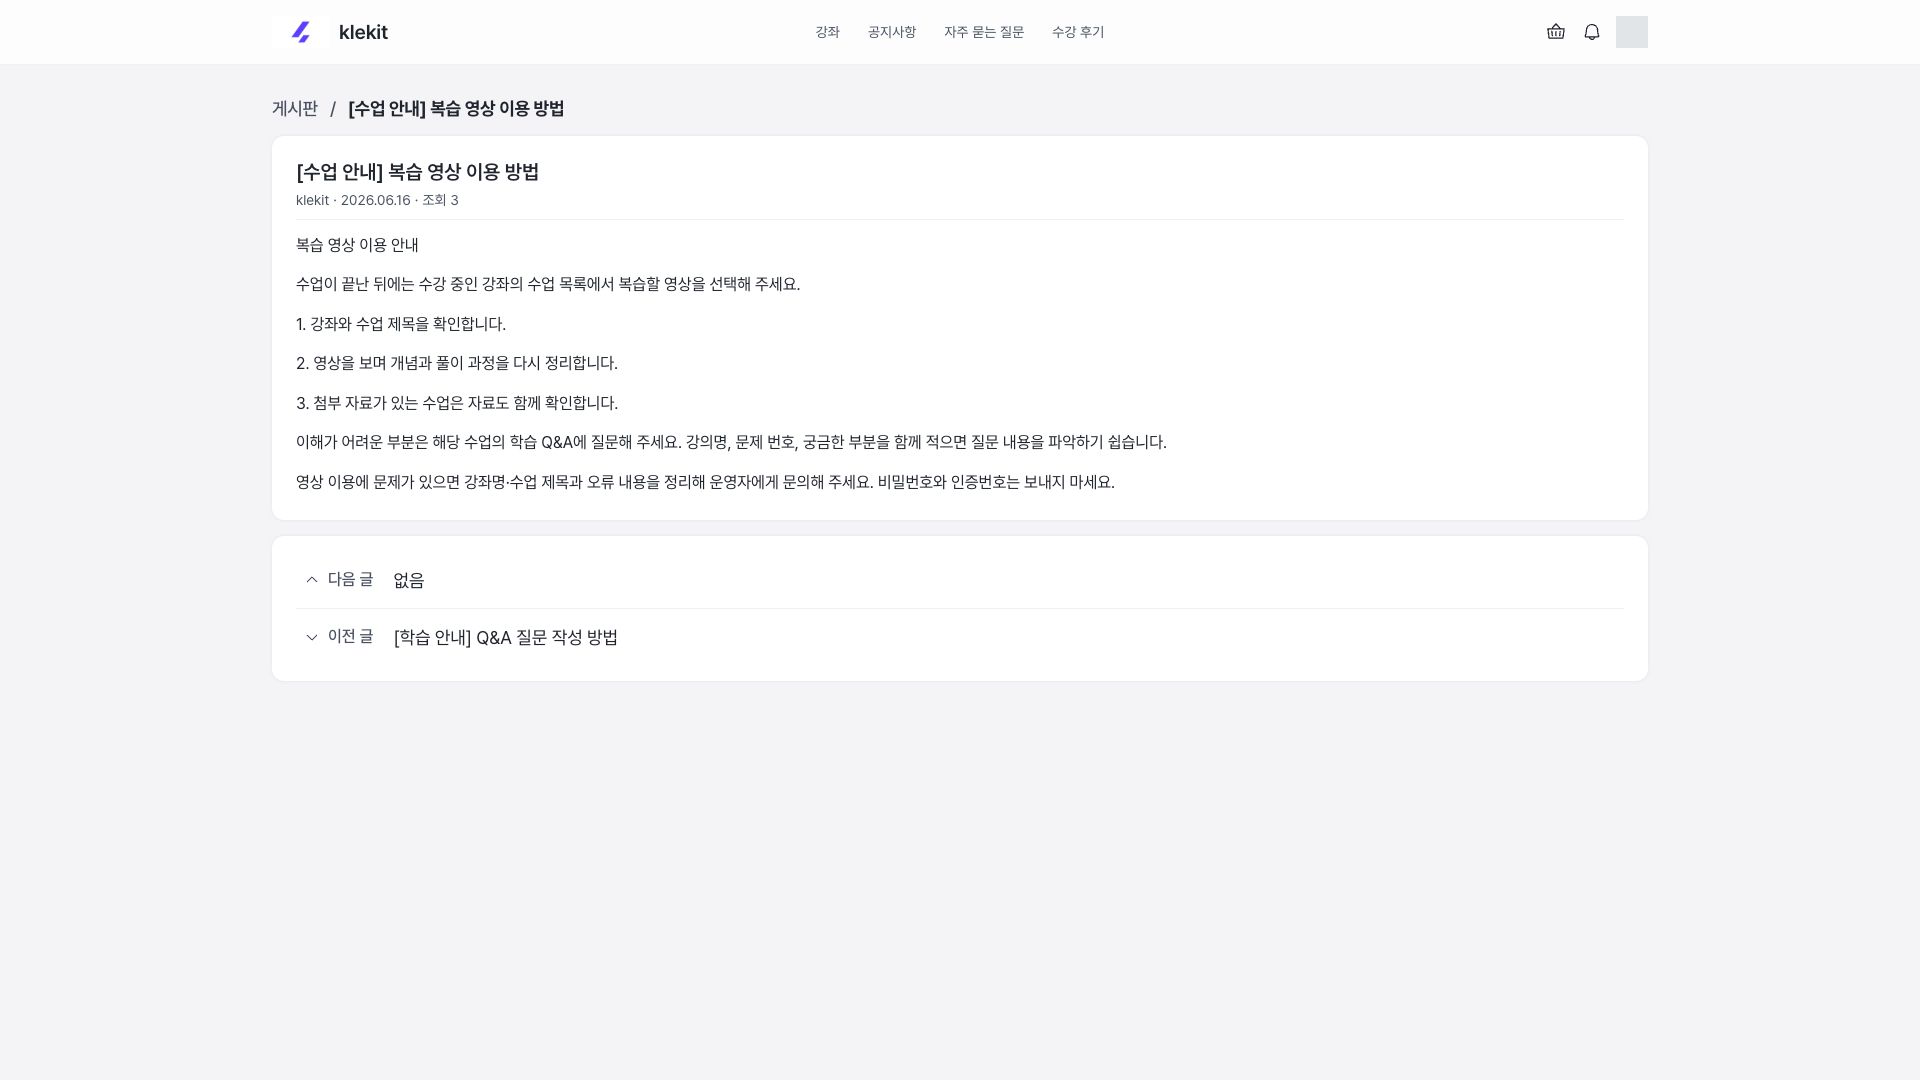 klekit
강좌
공지사항
자주 묻는 질문
수강 후기
게시판 / [수업 안내] 복습 영상 이용 방법
[수업 안내] 복습 영상 이용 방법
klekit · 2026.06.16 · 조회 3
복습 영상 이용 안내
수업이 끝난 뒤에는 수강 중인 강좌의 수업 목록에서 복습할 영상을 선택해 주세요.
1. 강좌와 수업 제목을 확인합니다.
2. 영상을 보며 개념과 풀이 과정을 다시 정리합니다.
3. 첨부 자료가 있는 수업은 자료도 함께 확인합니다.
이해가 어려운 부분은 해당 수업의 학습 Q&A에 질문해 주세요. 강의명, 문제 번호, 궁금한 부분을 함께 적으면 질문 내용을 파악하기 쉽습니다.
영상 이용에 문제가 있으면 강좌명·수업 제목과 오류 내용을 정리해 운영자에게 문의해 주세요. 비밀번호와 인증번호는 보내지 마세요.
다음 글 없음
이전 글 [학습 안내] Q&A 질문 작성 방법